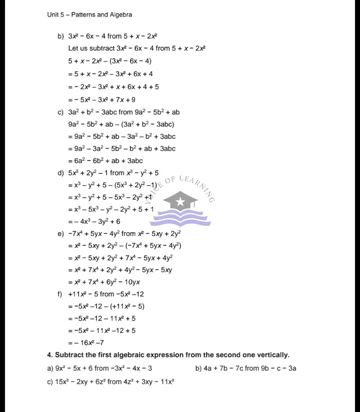 Unit 5 – Patterns and Algebra
b) 3x² – 6x – 4 from 5 + x – 2x²
Let us subtract 3x² – 6x – 4 from 5 + x – 2x²
5 + x – 2x² – (3x² – 6x – 4)
= 5 + x – 2x² – 3x² + 6x + 4
= – 2x² – 3x² + x + 6x + 4 + 5
= – 5x² – 3x² + 7x + 9
c) 3a² + b² – 3abc from 9a² – 5b² + ab
9a² – 5b² + ab – (3a² + b² – 3abc)
= 9a² – 5b² + ab – 3a² – b² + 3abc
= 9a² – 3a² – 5b² – b² + ab + 3abc
= 6a² – 6b² + ab + 3abc
d) 5x³ + 2y² – 1 from x³ – y² + 5
= x³ – y² + 5 – (5x³ + 2y² –1)
= x³ – y² + 5 – 5x³ – 2y² +1
= x³ – 5x³ – y² – 2y² + 5 + 1
= – 4x³ – 3y² + 6
e) –7x⁴ + 5yx – 4y² from x² – 5xy + 2y²
= x² – 5xy + 2y² – (–7x⁴ + 5yx – 4y²)
= x² – 5xy + 2y² + 7x⁴ – 5yx + 4y²
= x² + 7x⁴ + 2y² + 4y² – 5yx – 5xy
= x² + 7x⁴ + 6y² – 10yx
f) +11x² – 5 from –5x² –12
= –5x² –12 – (+11x² – 5)
= –5x² –12 – 11x² + 5
= –5x² – 11x² –12 + 5
= – 16x² –7
4. Subtract the first algebraic expression from the second one vertically.
a) 9x² – 5x + 6 from –3x² – 4x – 3 b) 4a + 7b – 7c from 9b – c – 3a
c) 15x² – 2xy + 6z² from 4z² + 3xy – 11x²
OF LEARNING